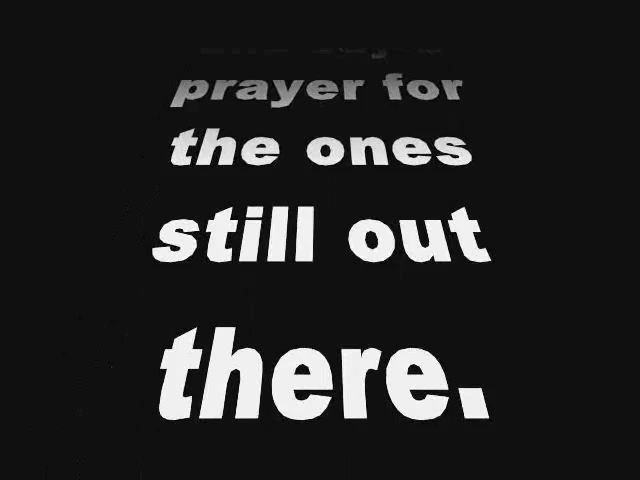 prayer for
the ones
still out
there.